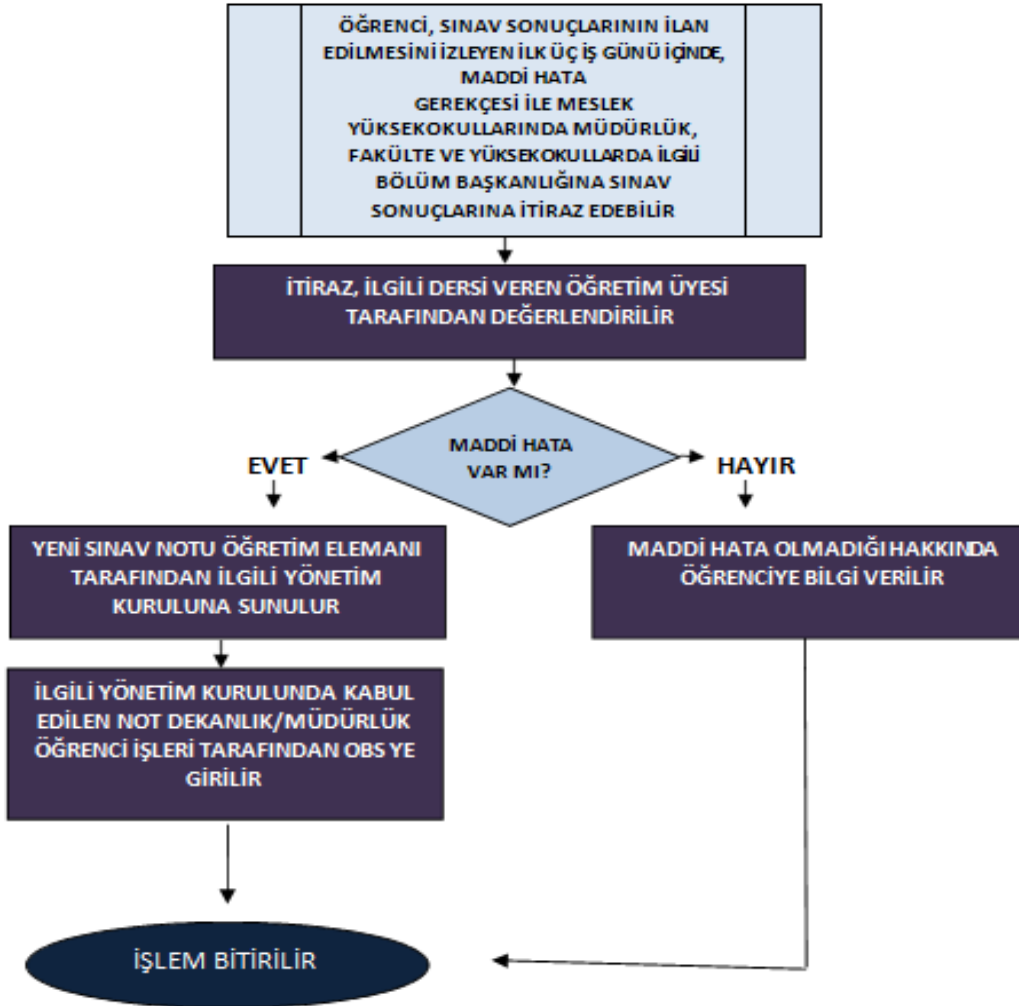 ÖĞRENCİ, SINAV SONUÇLARININ İLAN
EDİLMESİNİ İZLEYEN İLK ÜÇ İŞ GÜNÜ İÇİNDE,
MADDİ HATA
GEREKÇESİ İLE MESLEK
YÜKSEKOKULLARINDA MÜDÜRLÜK,
FAKÜLTE VE YÜKSEKOKULLARDA İLGİLİ
BÖLÜM BAŞKANLIĞINA SINAV
SONUÇLARINA İTİRAZ EDEBİLİR
İTİRAZ, İLGİLİ DERSİ VEREN ÖĞRETİM ÜYESİ
TARAFINDAN DEĞERLENDİRİLİR
MADDİ HATA
VAR MI?
EVET
HAYIR
YENİ SINAV NOTU ÖĞRETİM ELEMANI
TARAFINDAN İLGİLİ YÖNETİM
KURULUNA SUNULUR
MADDİ HATA OLMADIĞI HAKKINDA
ÖĞRENCİYE BİLGİ VERİLİR
İLGİLİ YÖNETİM KURULUNDA KABUL
EDİLEN NOT DEKANLIK/MÜDÜRLÜK
ÖĞRENCİ İŞLERİ TARAFINDAN OBS YE
GİRİLİR
İŞLEM BİTİRİLİR